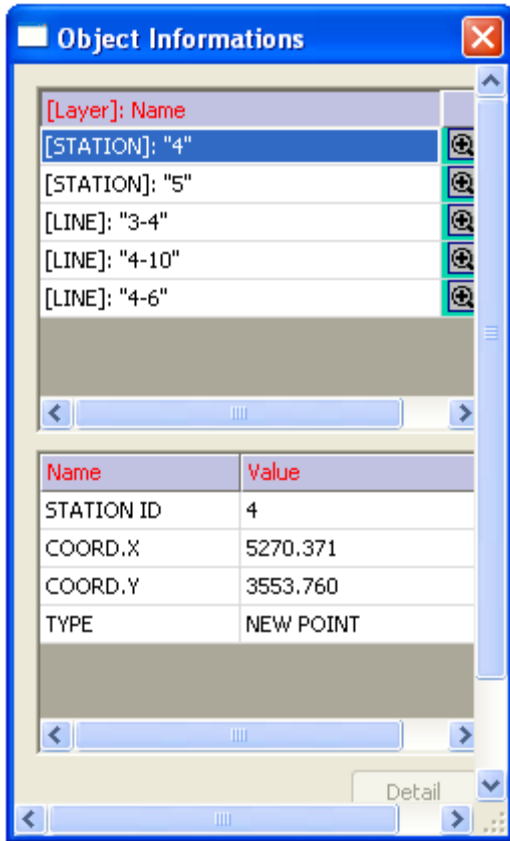 Object Informations
[Layer]: Name
[STATION]: "4"
[STATION]: "5"
[LINE]: "3-4"
[LINE]: "4-10"
[LINE]: "4-6"
Name Value
STATION ID 4
COORD.X 5270.371
COORD.Y 3553.760
TYPE NEW POINT
Detail